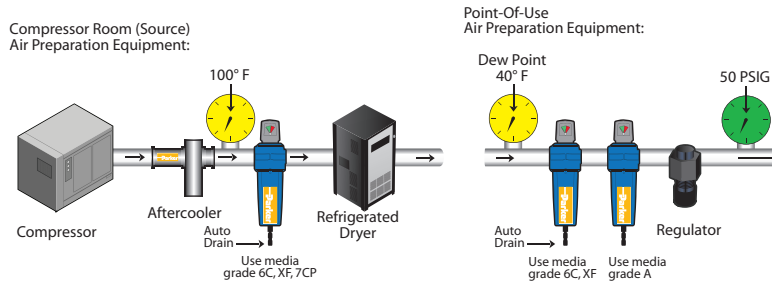 Compressor Room (Source)
Air Preparation Equipment:
100° F
Parker
Aftercooler
Compressor
Parker
Auto
Drain
Use media
grade 6C, XF, 7CP
Refrigerated
Dryer
Point-Of-Use
Air Preparation Equipment:
Dew Point
40° F
50 PSIG
Parker
Parker
Auto
Drain
Use media
grade 6C, XF
Use media
grade A
Regulator